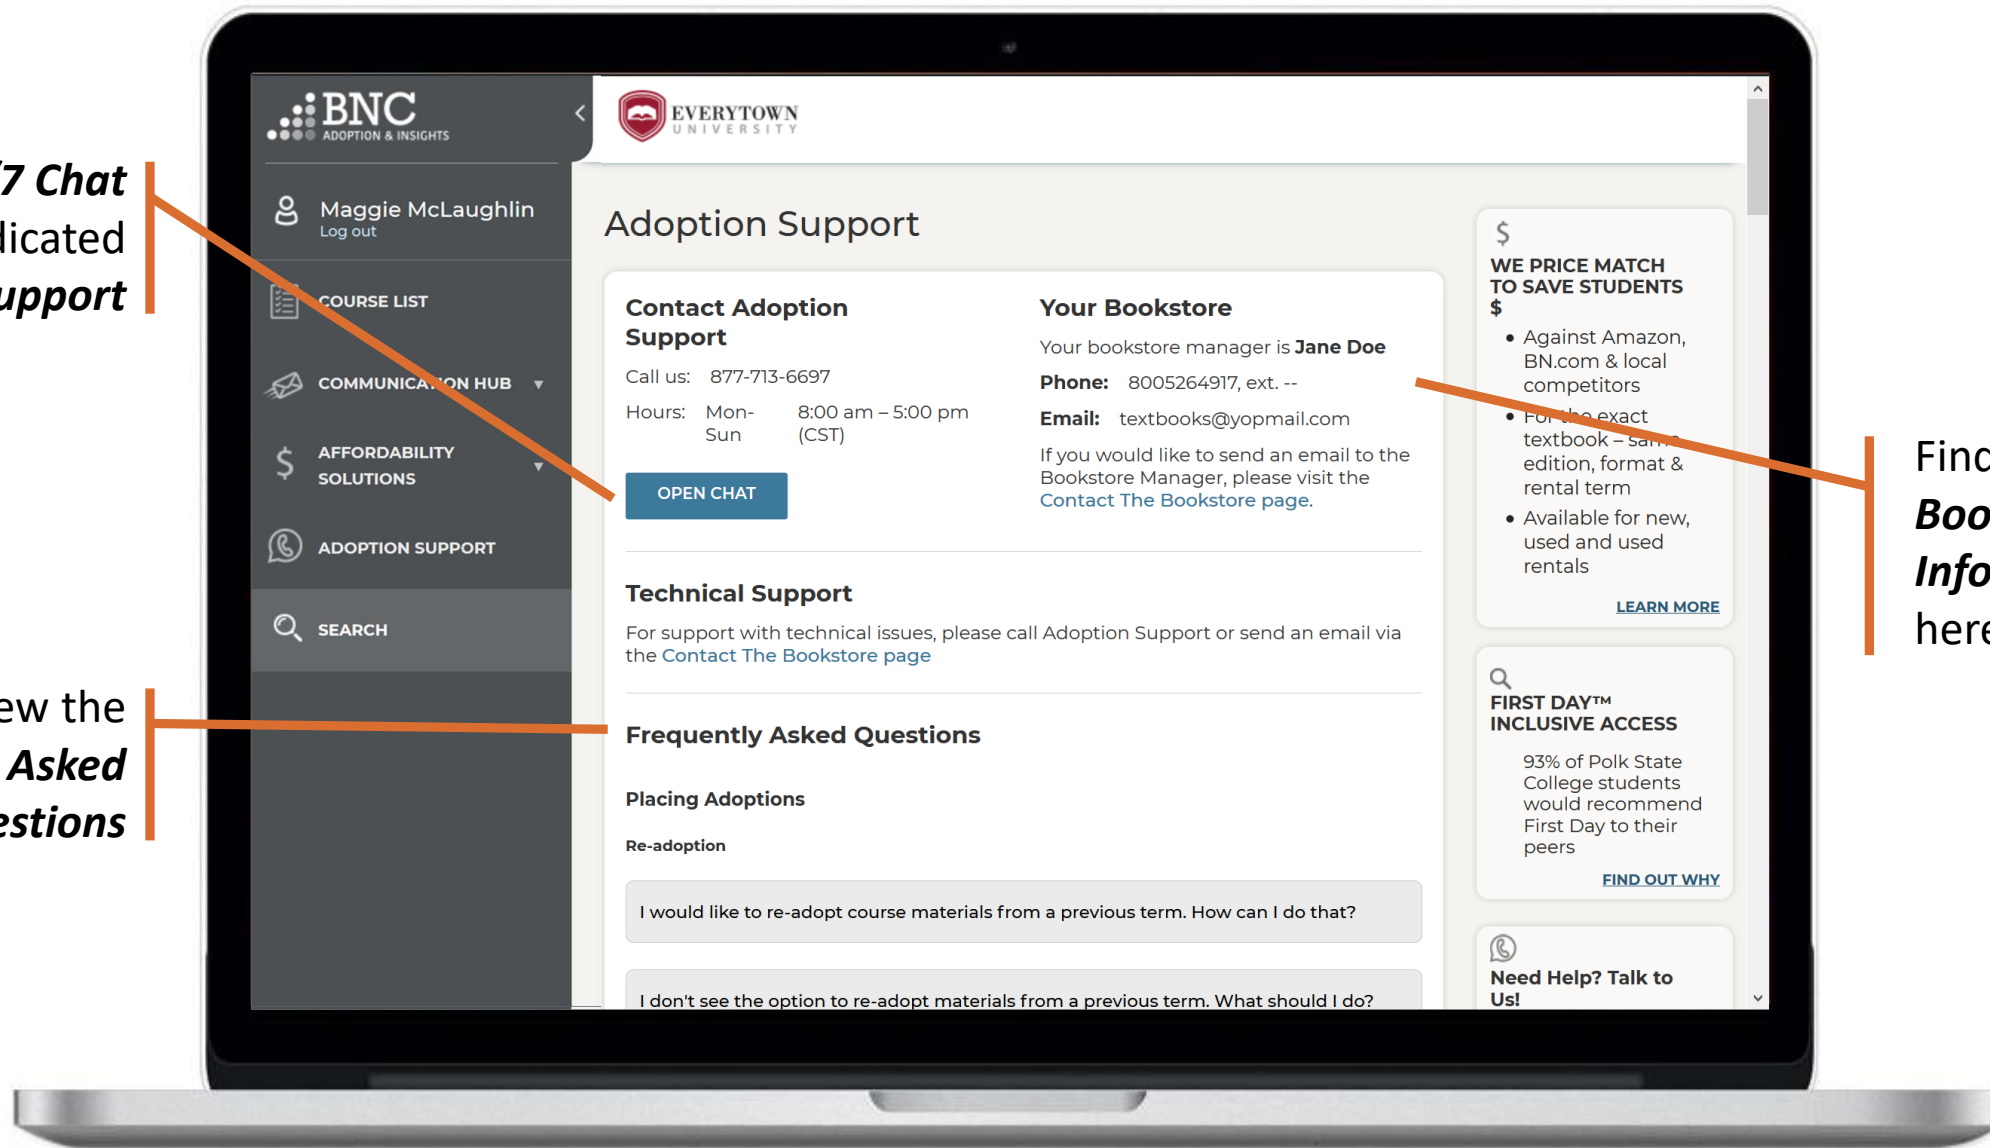 /7 Chat
dicated
upport
ew the
Asked
estions
BNC
ADOPTION & INSIGHTS
Maggie McLaughlin
Log out
COURSE LIST
COMMUNICATION HUB
AFFORDABILITY
SOLUTIONS
ADOPTION SUPPORT
SEARCH
EVERYTOWN
UNIVERSITY
Adoption Support
Contact Adoption
Support
Call us: 877-713-6697
Hours: Mon- 8:00 am – 5:00 pm
Sun (CST)
OPEN CHAT
Your Bookstore
Your bookstore manager is Jane Doe
Phone: 8005264917, ext. --
Email: textbooks@yopmail.com
If you would like to send an email to the
Bookstore Manager, please visit the
Contact The Bookstore page.
Technical Support
For support with technical issues, please call Adoption Support or send an email via
the Contact The Bookstore page
Frequently Asked Questions
Placing Adoptions
Re-adoption
I would like to re-adopt course materials from a previous term. How can I do that?
I don't see the option to re-adopt materials from a previous term. What should I do?
$
WE PRICE MATCH
TO SAVE STUDENTS
$
• Against Amazon,
BN.com & local
competitors
• For the exact
textbook – same
edition, format &
rental term
• Available for new,
used and used
rentals
LEARN MORE
FIRST DAY™
INCLUSIVE ACCESS
93% of Polk State
College students
would recommend
First Day to their
peers
FIND OUT WHY
Need Help? Talk to
Us!
Find
Boo
Info
here